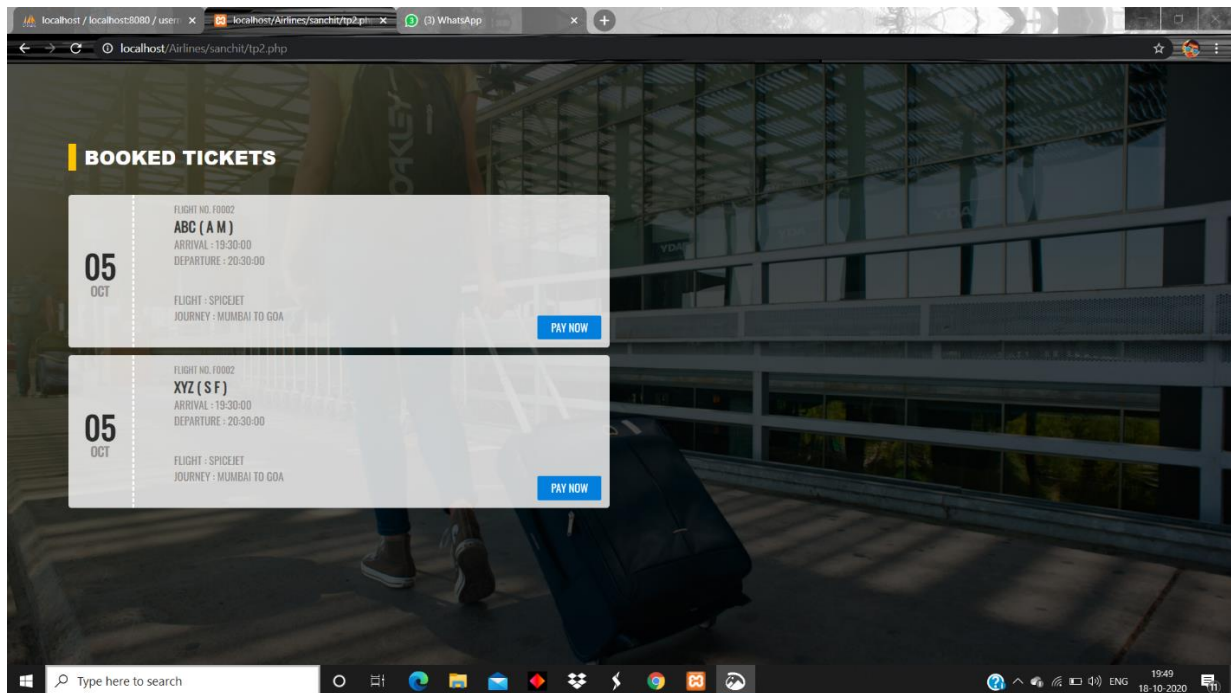 localhost / localhost:8080 / user
localhost/Airlines/sanchit/tp2.ph
(3) WhatsApp
localhost/Airlines/sanchit/tp2.php
OAKLEY
BOOKED TICKETS
FLIGHT NO. F0002
ABC ( A M )
ARRIVAL : 19:30:00
DEPARTURE : 20:30:00
05
OCT
FLIGHT : SPICEJET
JOURNEY : MUMBAI TO GOA
PAY NOW
FLIGHT NO. F0002
XYZ ( S F )
ARRIVAL : 19:30:00
DEPARTURE : 20:30:00
05
OCT
FLIGHT : SPICEJET
JOURNEY : MUMBAI TO GOA
PAY NOW
Type here to search
ENG
19:49
18-10-2020